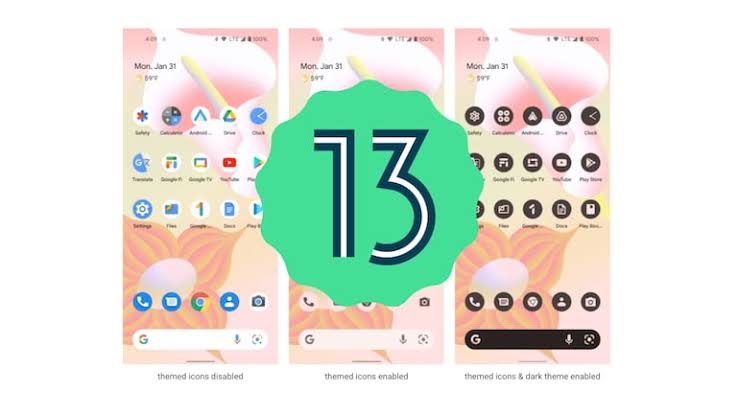 4:09 LTE 100%
Mon, Jan 31
59°F
Safety Calculator Android ... Drive Clock
Translate Google Fi Google TV YouTube
Settings Files Google ... Docs
G
themed icons disabled
4:09 LTE 100%
Mon, Jan 31
59°F
13
G
themed icons enabled
4:09 LTE 100%
Mon, Jan 31
59°F
Safety Calculator Android ... Drive Clock
Google Fi Google TV YouTube Play Store
Files Google ... Docs Play Boo...
G
themed icons & dark theme enabled